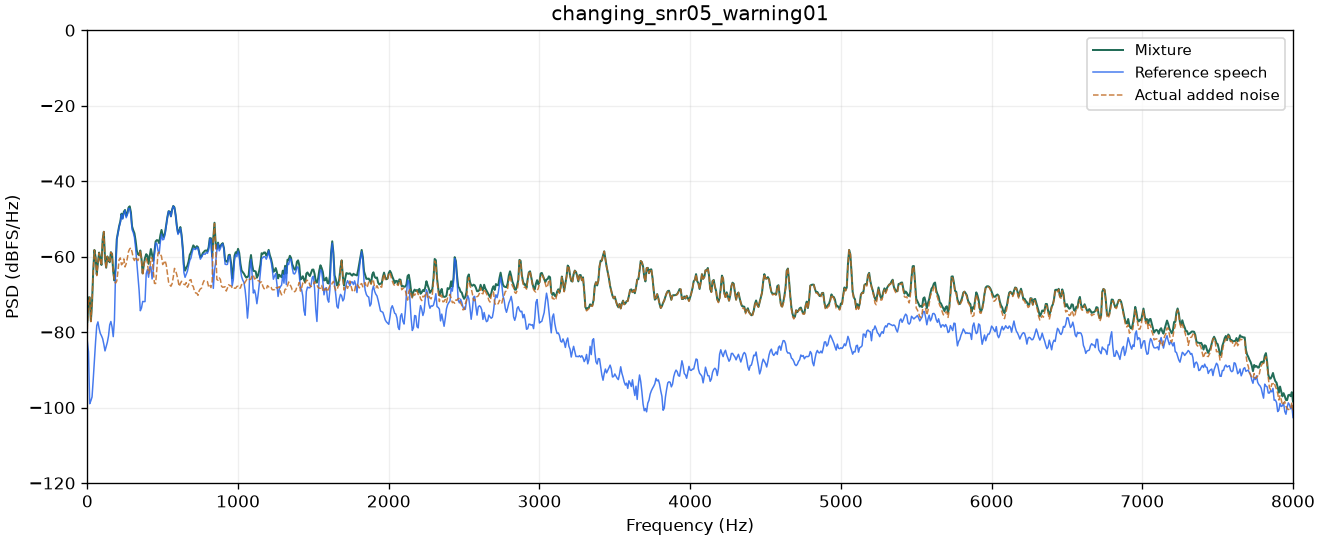 changing_snr05_warning01
0
−20
−40
−60
−80
−100
−120
PSD (dBFS/Hz)
Mixture
Reference speech
Actual added noise
0 1000 2000 3000 4000 5000 6000 7000 8000
Frequency (Hz)